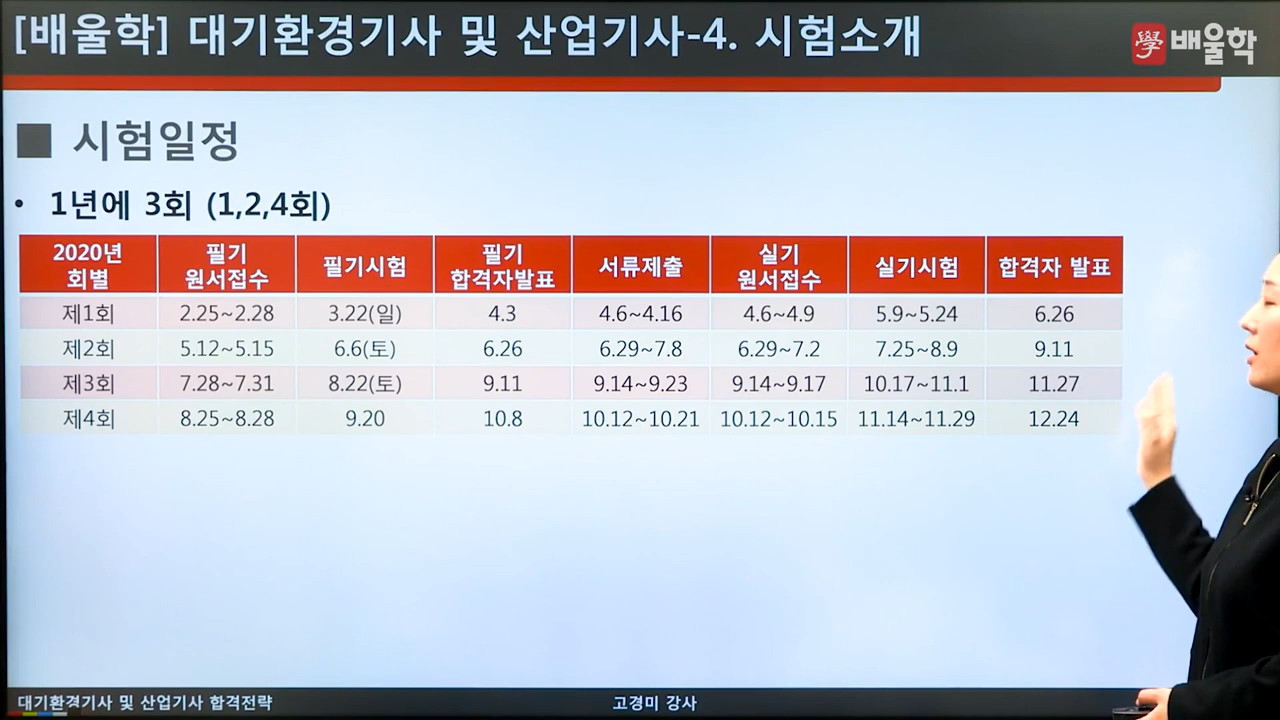 [배울학] 대기환경기사 및 산업기사-4. 시험소개
學 배울학
■ 시험일정
• 1년에 3회 (1,2,4회)
2020년 회별 필기 원서접수 필기시험 필기 합격자발표 서류제출 실기 원서접수 실기시험 합격자 발표
제1회 2.25~2.28 3.22(일) 4.3 4.6~4.16 4.6~4.9 5.9~5.24 6.26
제2회 5.12~5.15 6.6(토) 6.26 6.29~7.8 6.29~7.2 7.25~8.9 9.11
제3회 7.28~7.31 8.22(토) 9.11 9.14~9.23 9.14~9.17 10.17~11.1 11.27
제4회 8.25~8.28 9.20 10.8 10.12~10.21 10.12~10.15 11.14~11.29 12.24
대기환경기사 및 산업기사 합격전략
고경미 강사